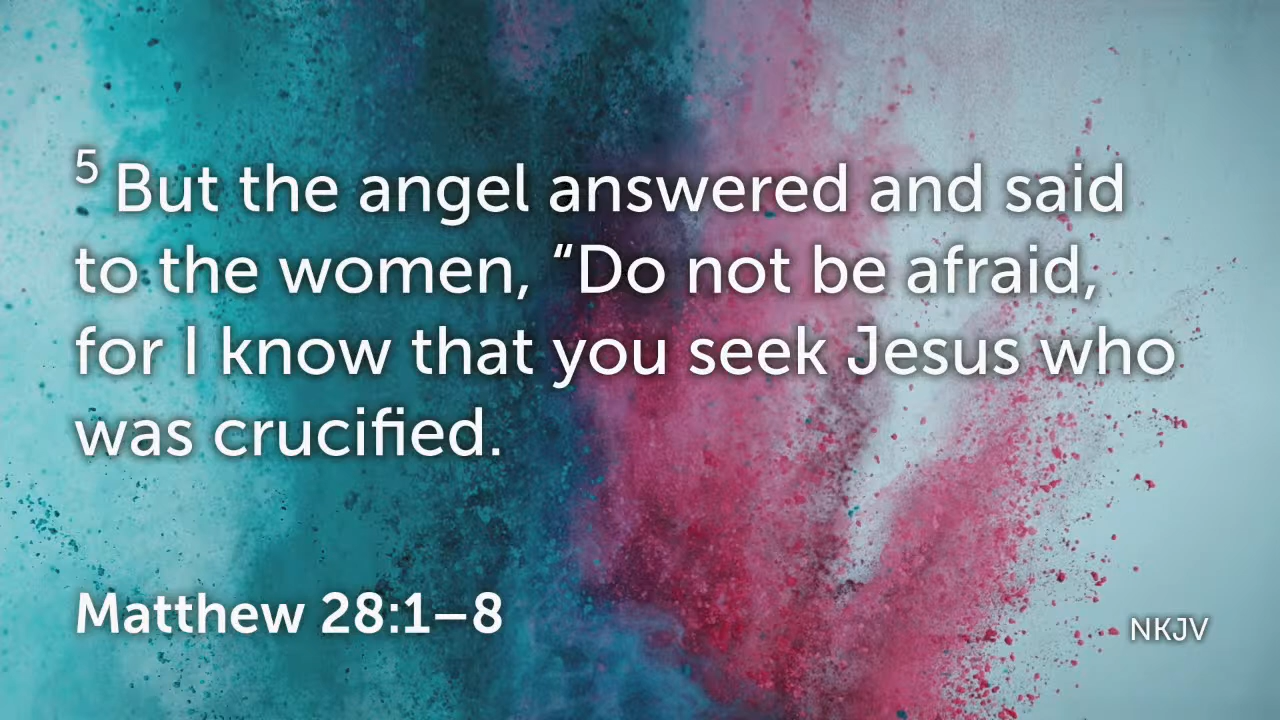 5 But the angel answered and said
to the women, “Do not be afraid,
for I know that you seek Jesus who
was crucified.
Matthew 28:1–8
NKJV